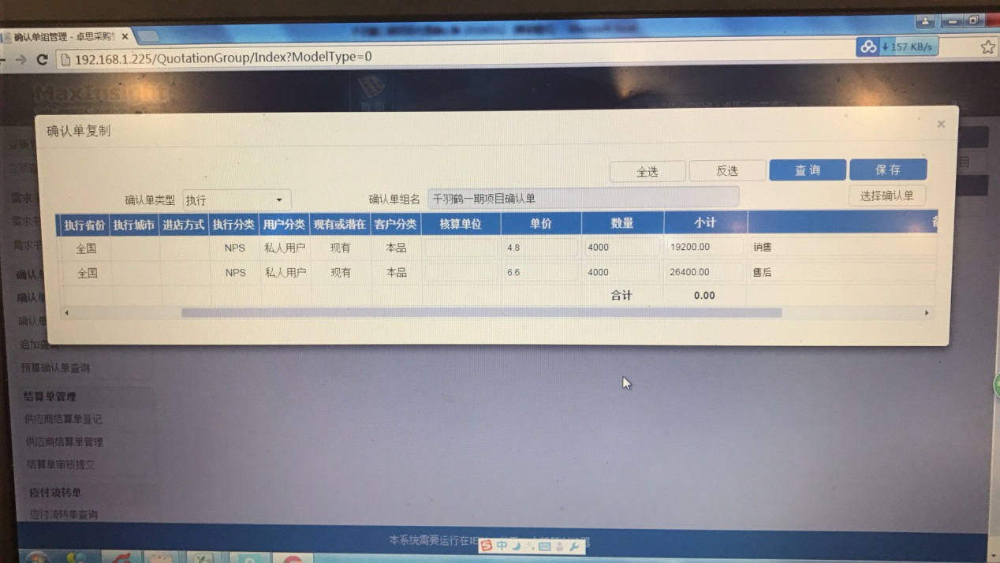 确认单组管理 - 卓思采购
192.168.1.225/QuotationGroup/Index?ModelType=0
157 KB/s
MaxInsight
首页
确认单复制
全选 反选 查询 保存
确认单类型 执行 确认单组名 千羽鹤一期项目确认单 选择确认单
执行省份 执行城市 进店方式 执行分类 用户分类 现有或潜在 客户分类 核算单位 单价 数量 小计
全国 NPS 私人用户 现有 本品 4.8 4000 19200.00 销售
全国 NPS 私人用户 现有 本品 6.6 4000 26400.00 售后
合计 0.00
预算确认单查询
结算单管理
供应商结算单登记
供应商结算单管理
结算单审核提交
应付流转单
应付流转单查询
本系统需要运行在IE
中